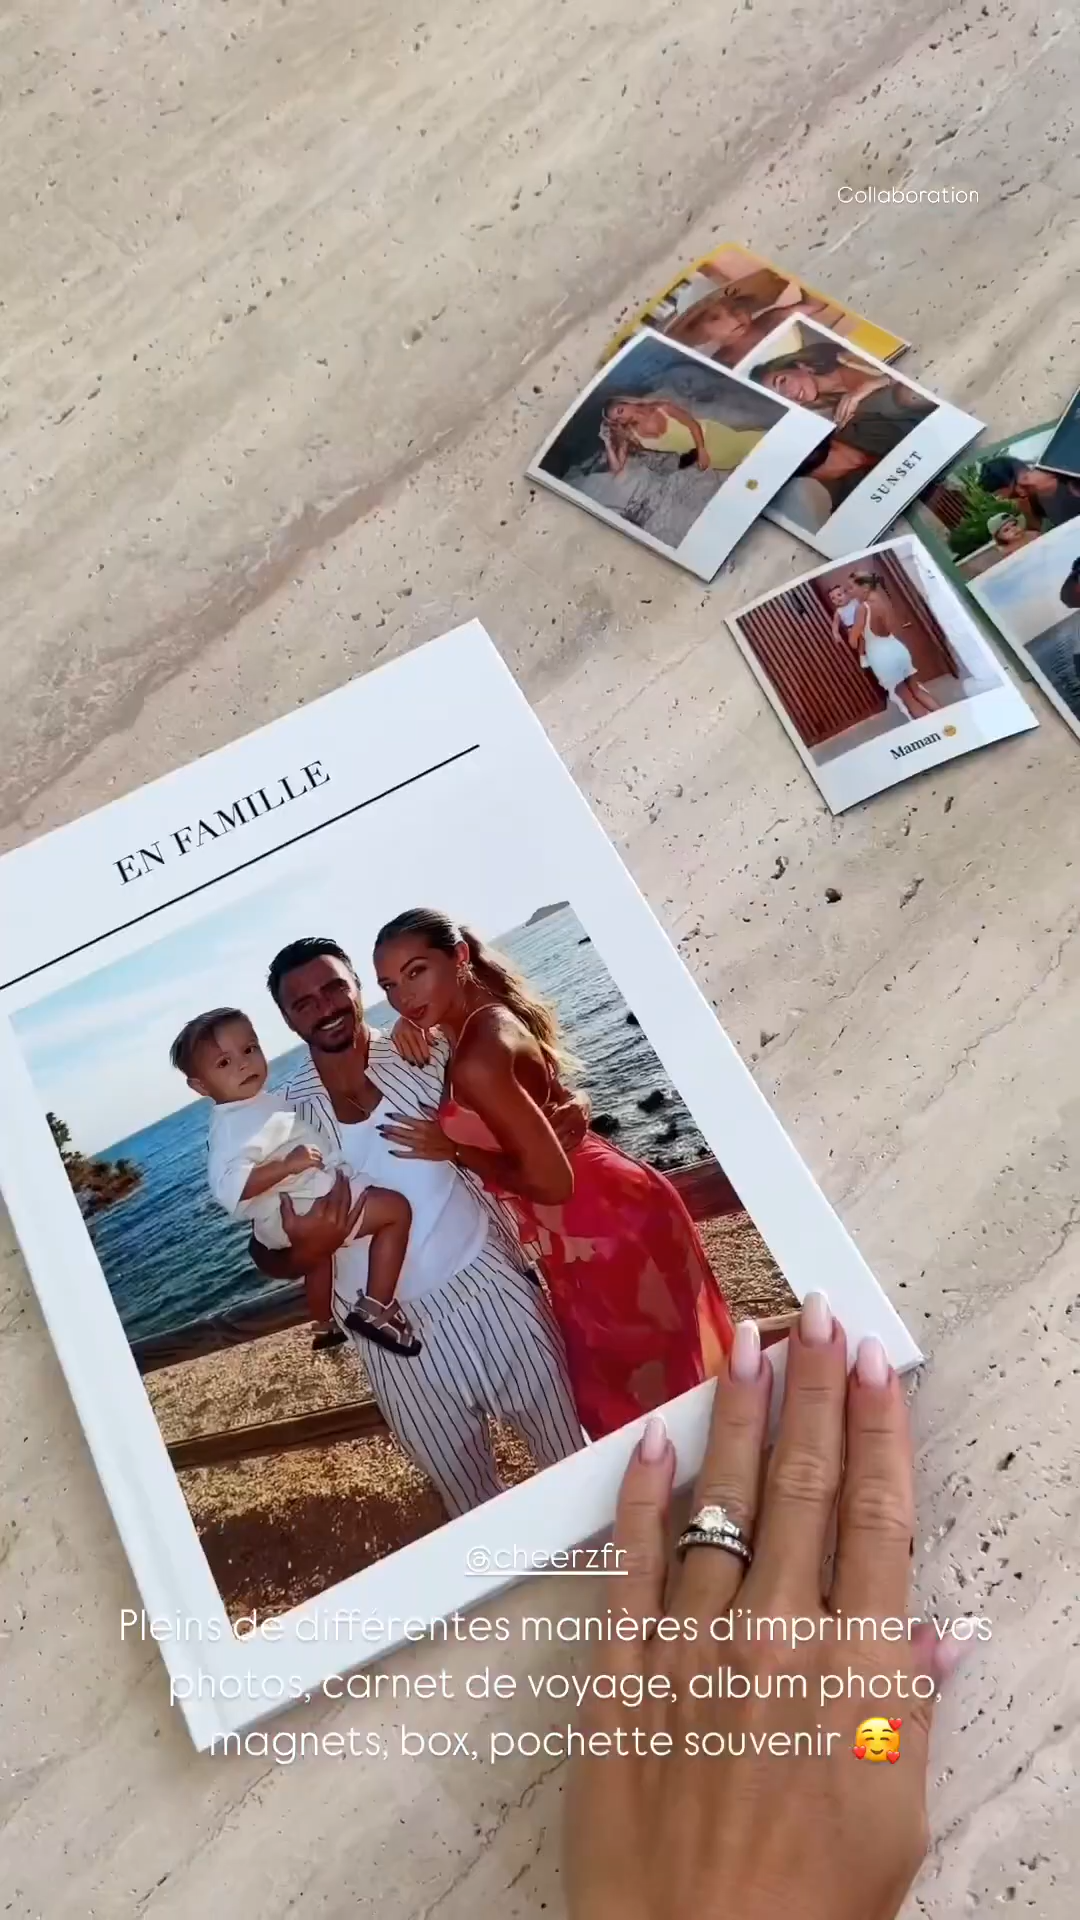 Collaboration
SUNSET
Maman
EN FAMILLE
@cheerzfr
Pleins de différentes manières d'imprimer vos
photos, carnet de voyage, album photo,
magnets, box, pochette souvenir 🥰